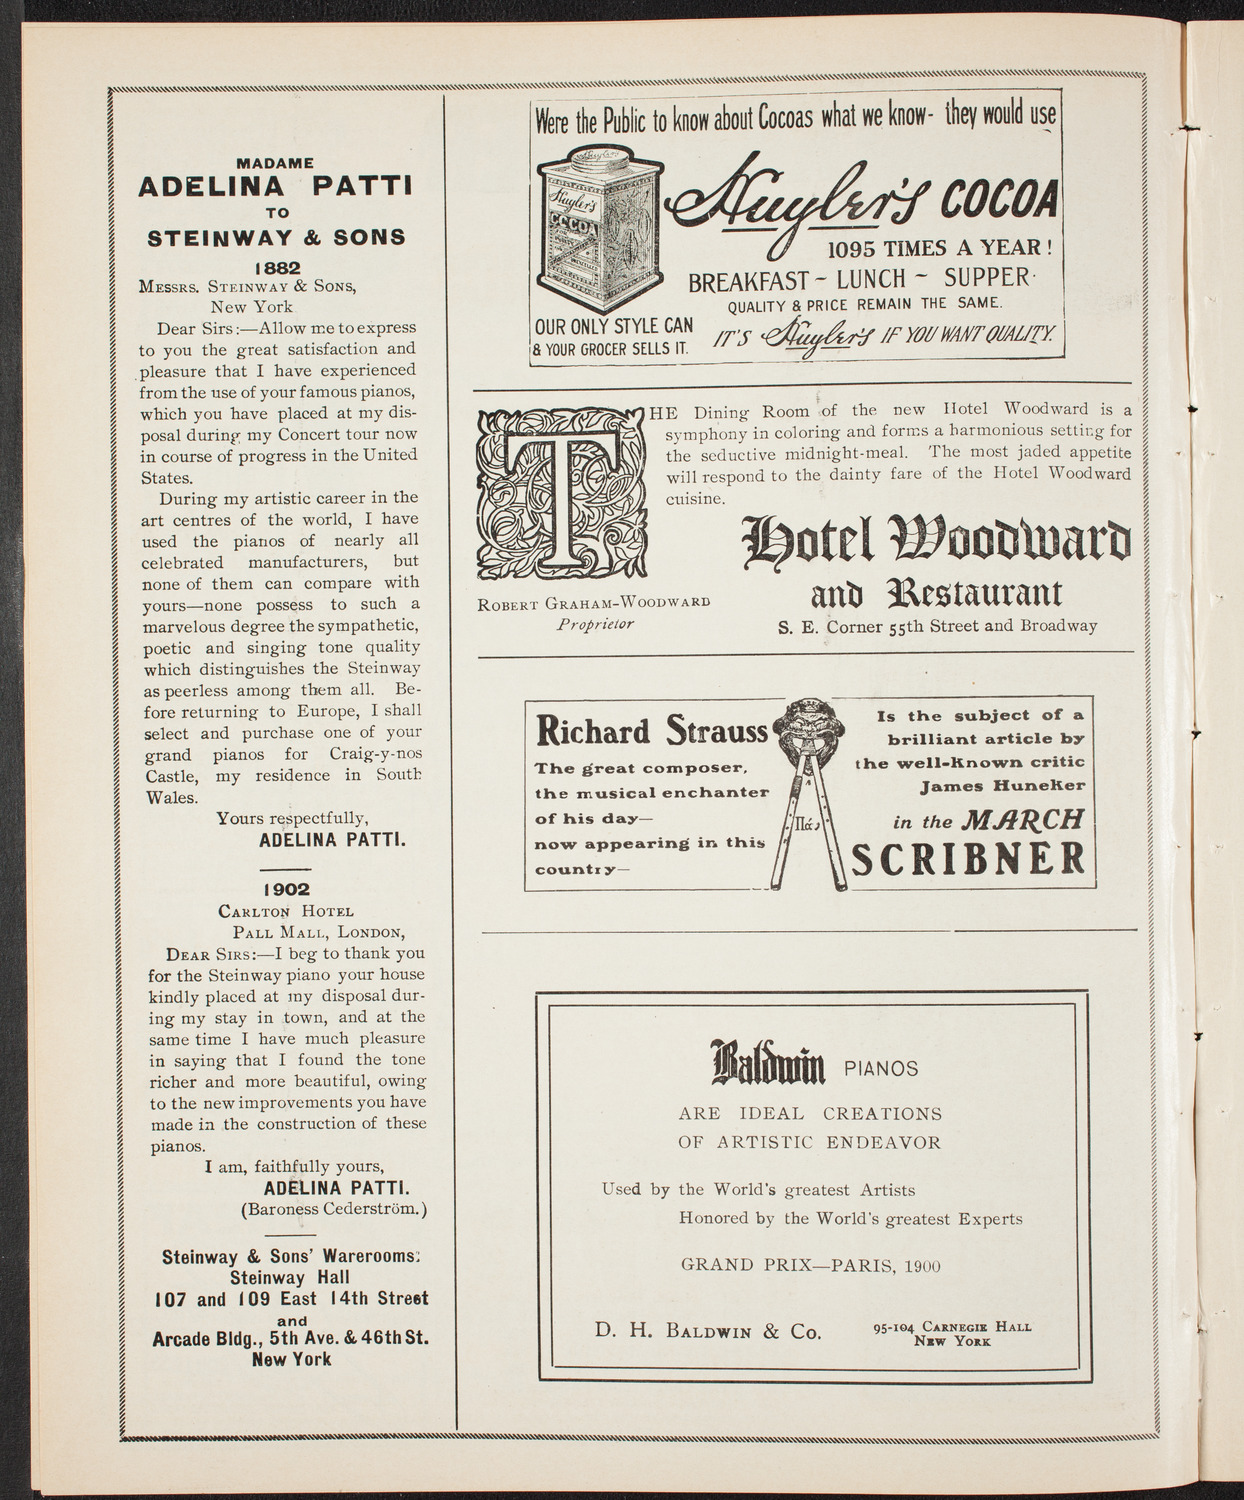 MADAME
ADELINA PATTI
TO
STEINWAY & SONS
1882
MESSRS. STEINWAY & SONS,
New York
Dear Sirs:—Allow me to express
to you the great satisfaction and
pleasure that I have experienced
from the use of your famous pianos,
which you have placed at my dis-
posal during my Concert tour now
in course of progress in the United
States.
During my artistic career in the
art centres of the world, I have
used the pianos of nearly all
celebrated manufacturers, but
none of them can compare with
yours—none possess to such a
marvelous degree the sympathetic,
poetic and singing tone quality
which distinguishes the Steinway
as peerless among them all. Be-
fore returning to Europe, I shall
select and purchase one of your
grand pianos for Craig-y-nos
Castle, my residence in South
Wales.
Yours respectfully,
ADELINA PATTI.
1902
CARLTON HOTEL
PALL MALL, LONDON,
DEAR SIRS:—I beg to thank you
for the Steinway piano your house
kindly placed at my disposal dur-
ing my stay in town, and at the
same time I have much pleasure
in saying that I found the tone
richer and more beautiful, owing
to the new improvements you have
made in the construction of these
pianos.
I am, faithfully yours,
ADELINA PATTI.
(Baroness Cederström.)
Steinway & Sons' Warerooms:
Steinway Hall
107 and 109 East 14th Street
and
Arcade Bldg., 5th Ave. & 46th St.
New York
Were the Public to know about Cocoas what we know- they would use
Huyler's
COCOA
Huyler's COCOA
1095 TIMES A YEAR!
BREAKFAST ~ LUNCH ~ SUPPER
QUALITY & PRICE REMAIN THE SAME.
OUR ONLY STYLE CAN
& YOUR GROCER SELLS IT.
IT'S Huyler's IF YOU WANT QUALITY.
THE Dining Room of the new Hotel Woodward is a
symphony in coloring and forms a harmonious setting for
the seductive midnight-meal. The most jaded appetite
will respond to the dainty fare of the Hotel Woodward
cuisine.
Hotel Woodward
and Restaurant
S. E. Corner 55th Street and Broadway
ROBERT GRAHAM-WOODWARD
Proprietor
Richard Strauss
The great composer,
the musical enchanter
of his day—
now appearing in this
country—
Πά
Is the subject of a
brilliant article by
the well-known critic
James Huneker
in the MARCH
SCRIBNER
Baldwin PIANOS
ARE IDEAL CREATIONS
OF ARTISTIC ENDEAVOR
Used by the World's greatest Artists
Honored by the World's greatest Experts
GRAND PRIX—PARIS, 1900
D. H. BALDWIN & Co.
95-104 CARNEGIE HALL
NEW YORK